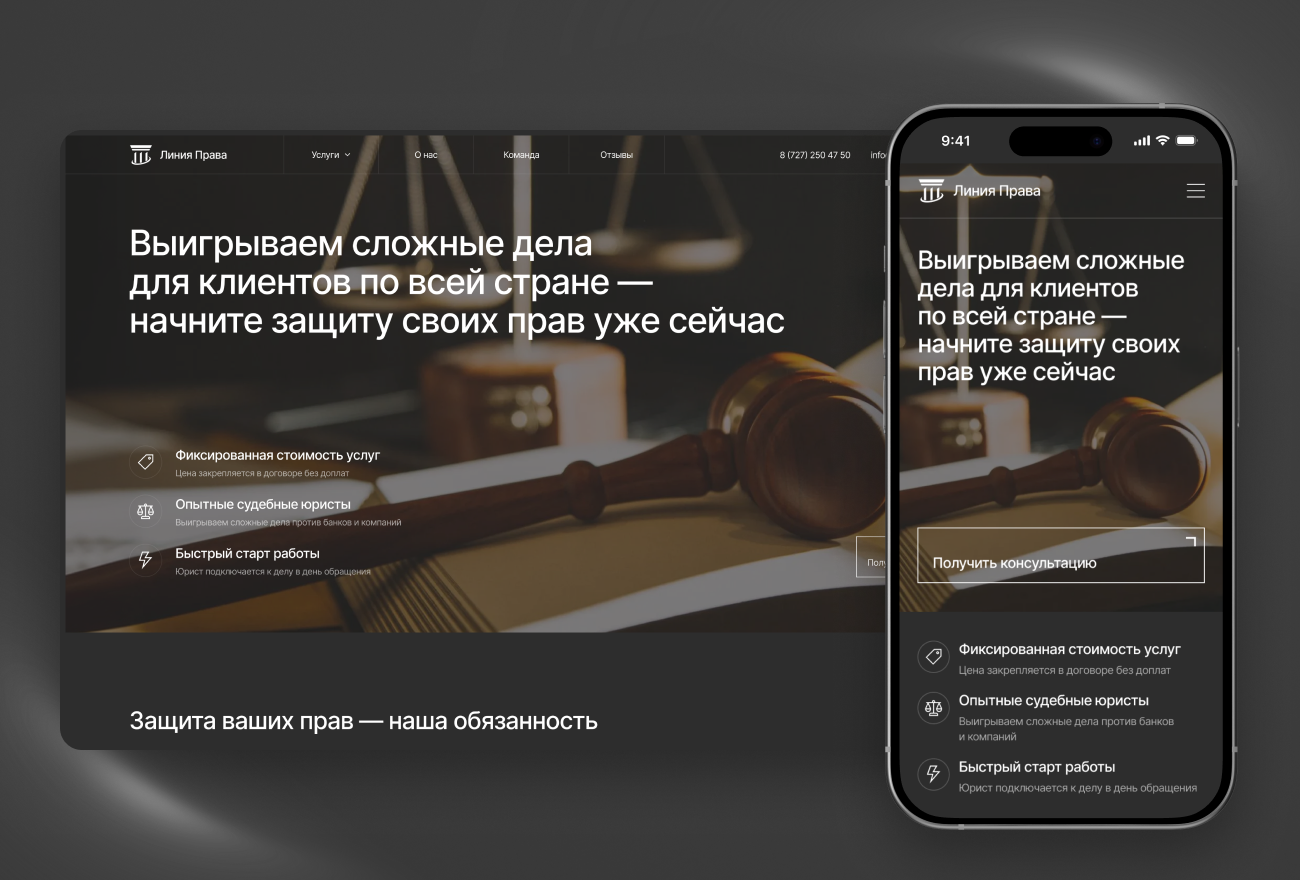 Линия Права
Услуги
О нас
Команда
Отзывы
8 (727) 250 47 50
Выигрываем сложные дела
для клиентов по всей стране —
начните защиту своих прав уже сейчас
Фиксированная стоимость услуг
Цена закрепляется в договоре без доплат
Опытные судебные юристы
Выигрываем сложные дела против банков и компаний
Быстрый старт работы
Юрист подключается к делу в день обращения
Защита ваших прав — наша обязанность
9:41
Линия Права
Выигрываем сложные
дела для клиентов
по всей стране —
начните защиту своих
прав уже сейчас
Получить консультацию
Фиксированная стоимость услуг
Цена закрепляется в договоре без доплат
Опытные судебные юристы
Выигрываем сложные дела против банков
и компаний
Быстрый старт работы
Юрист подключается к делу в день обращения